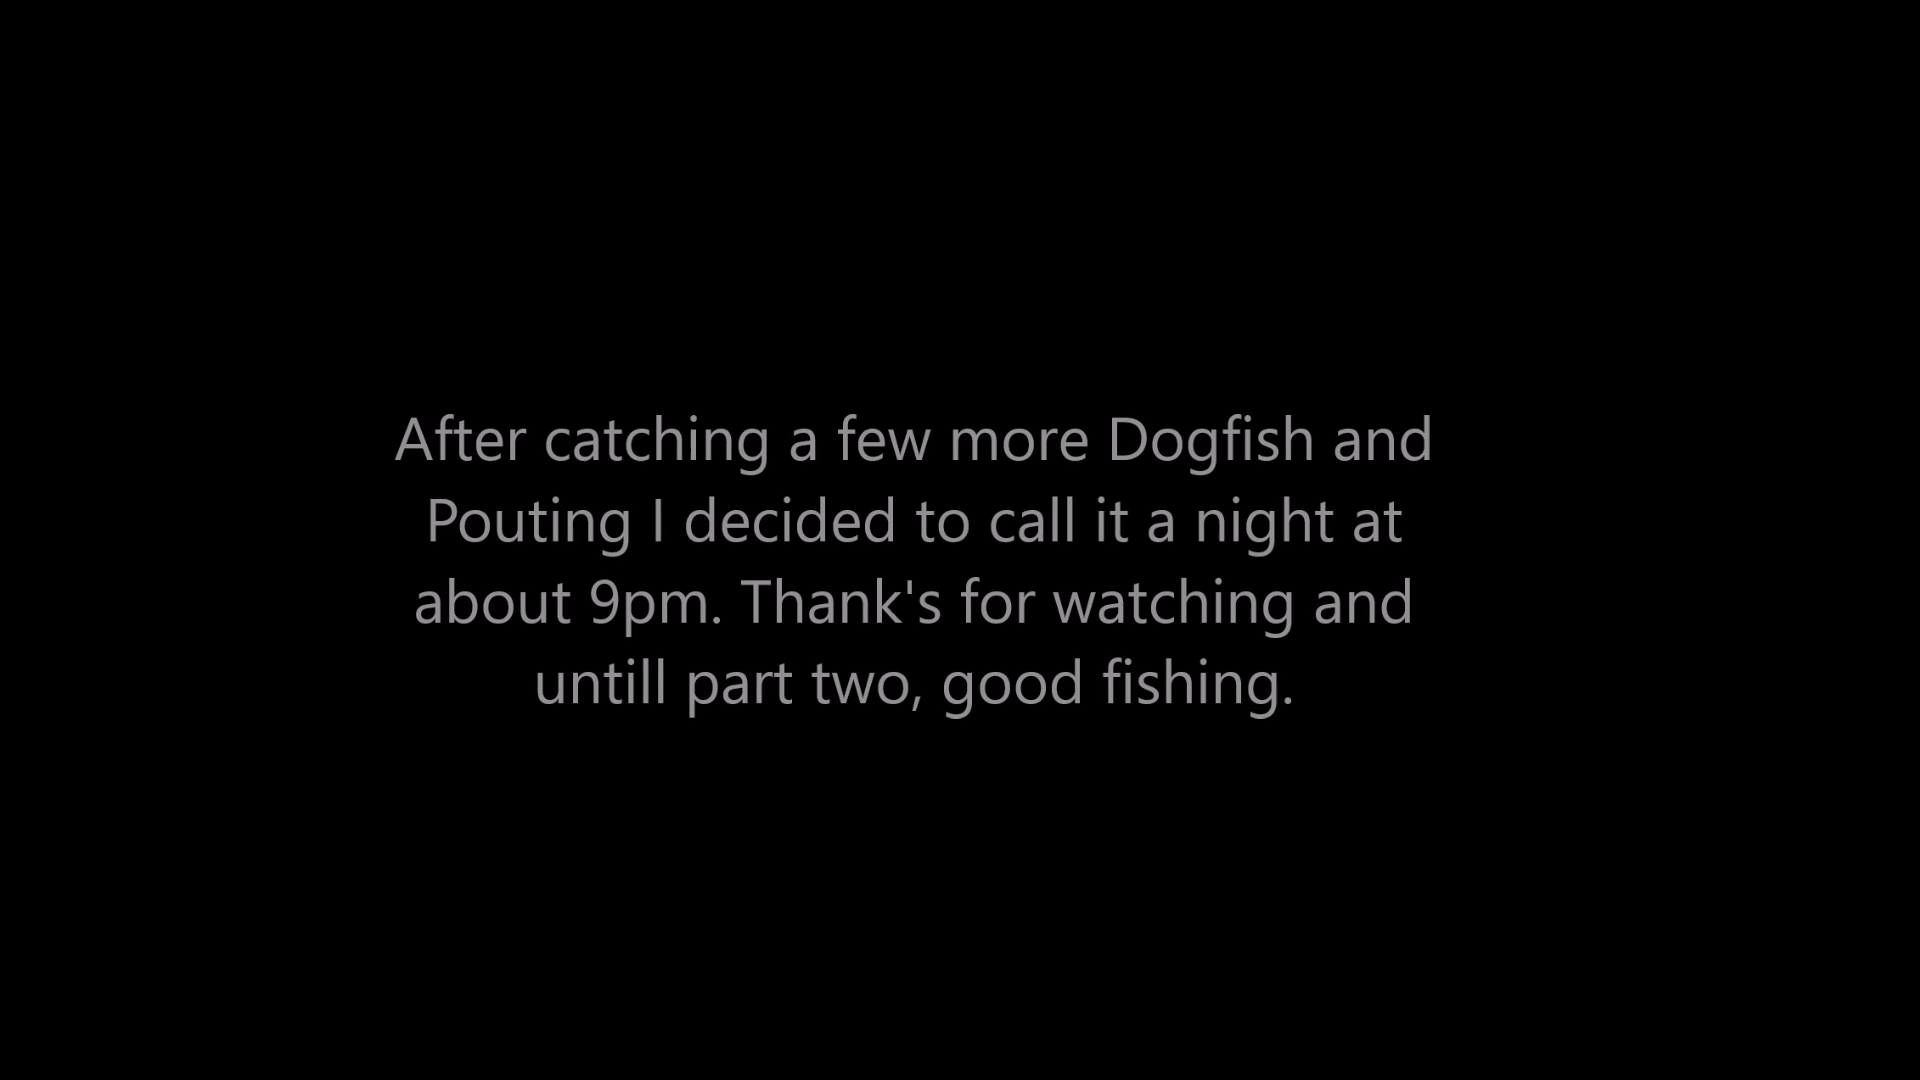 After catching a few more Dogfish and
Pouting I decided to call it a night at
about 9pm. Thank's for watching and
untill part two, good fishing.